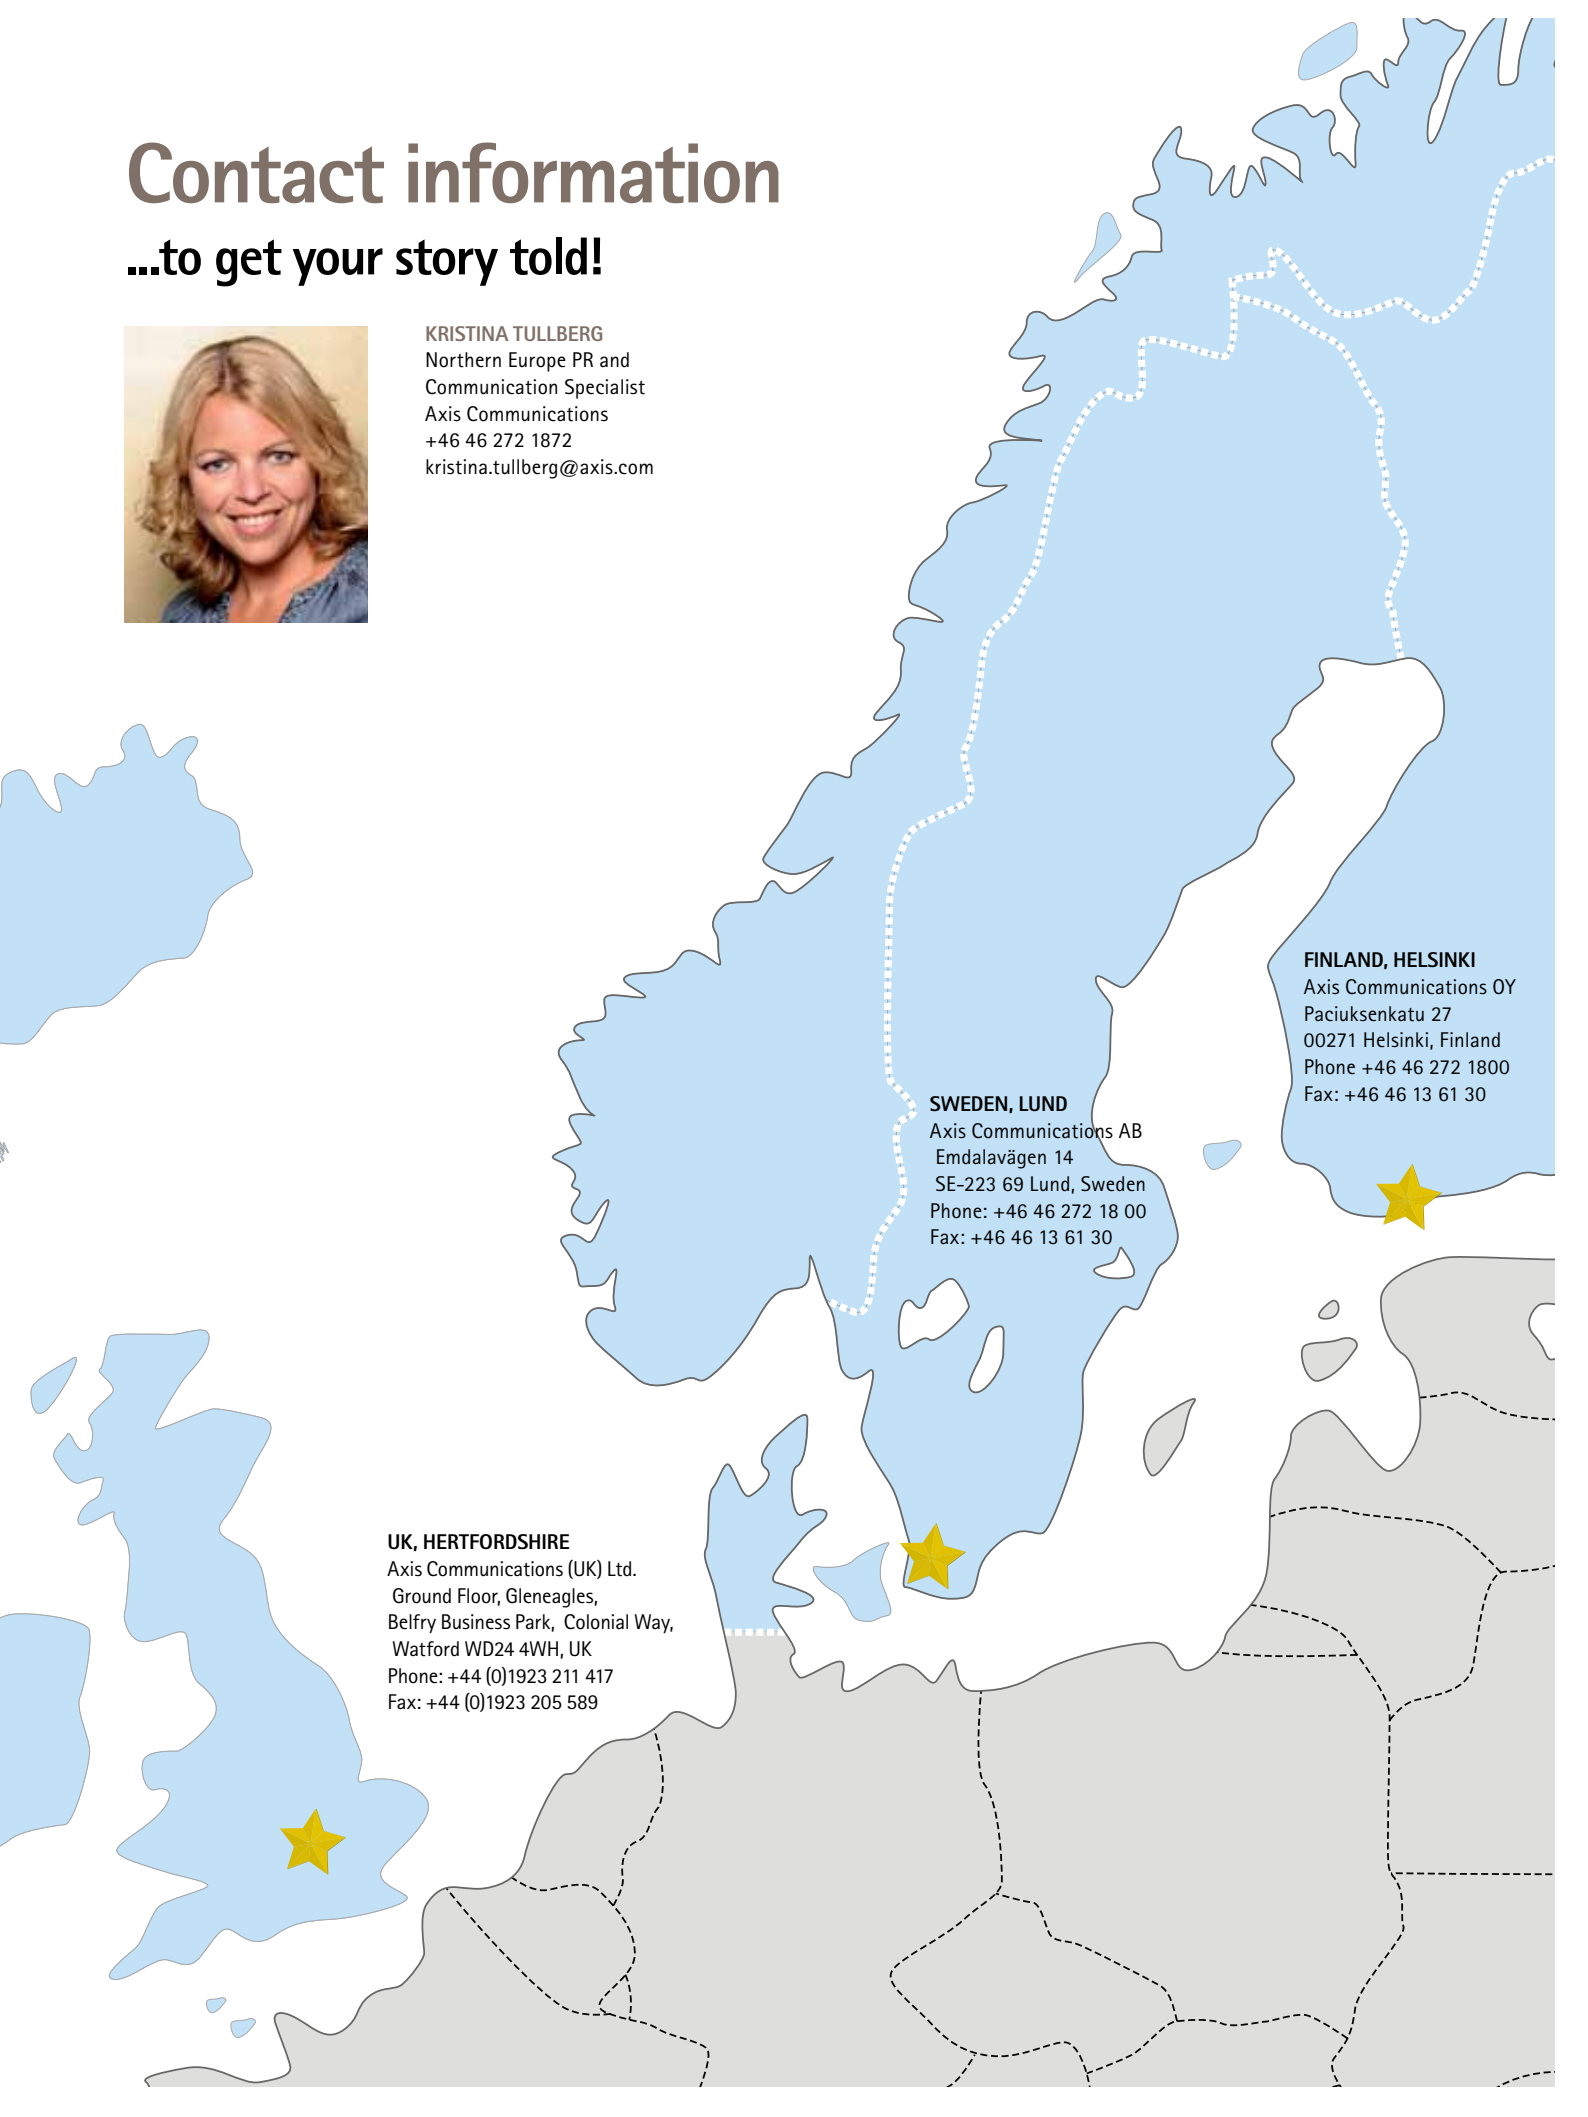 Contact information
...to get your story told!
KRISTINA TULLBERG
Northern Europe PR and
Communication Specialist
Axis Communications
+46 46 272 1872
kristina.tullberg@axis.com
FINLAND, HELSINKI
Axis Communications OY
Paciuksenkatu 27
00271 Helsinki, Finland
Phone +46 46 272 1800
Fax: +46 46 13 61 30
SWEDEN, LUND
Axis Communications AB
Emdalavägen 14
SE-223 69 Lund, Sweden
Phone: +46 46 272 18 00
Fax: +46 46 13 61 30
UK, HERTFORDSHIRE
Axis Communications (UK) Ltd.
Ground Floor, Gleneagles,
Belfry Business Park, Colonial Way,
Watford WD24 4WH, UK
Phone: +44 (0)1923 211 417
Fax: +44 (0)1923 205 589